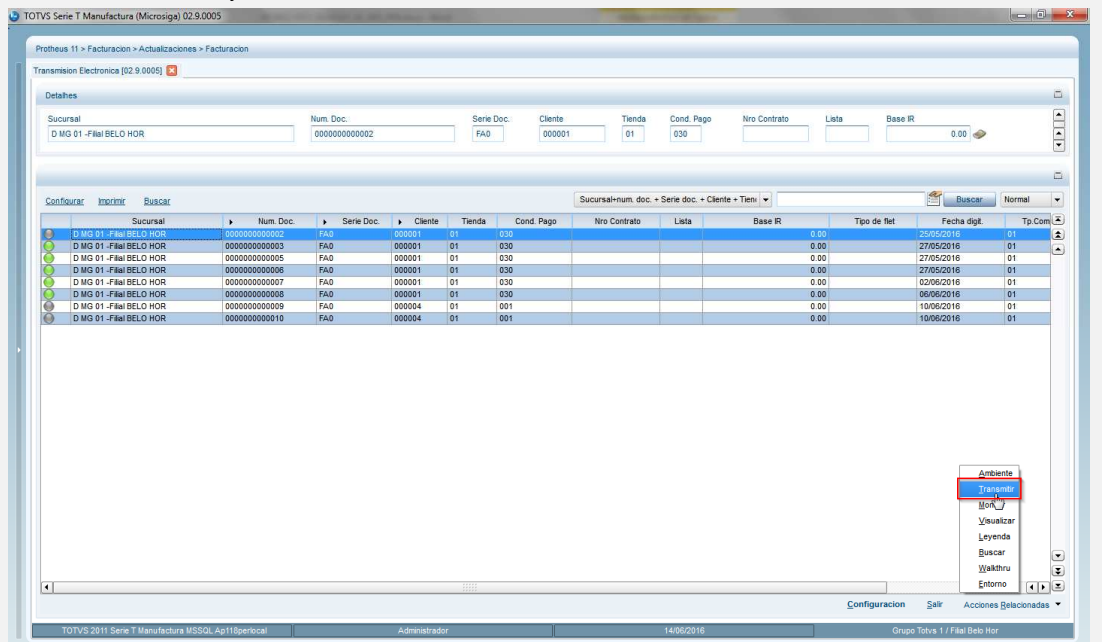 TOTVS Serie T Manufactura (Microsiga) 02.9.0005
Protheus 11 > Facturacion > Actualizaciones > Facturacion
Transmision Electronica [02.9.0005]
Detalhes
Sucursal Num. Doc. Serie Doc. Cliente Tienda Cond. Pago Nro Contrato Lista Base IR
D MG 01 -Filial BELO HOR 0000000000002 FA0 000001 01 030 0.00
Configurar Imprimir Buscar Sucursal+num. doc. + Serie doc. + Cliente + Tien Buscar Normal
Sucursal Num. Doc. Serie Doc. Cliente Tienda Cond. Pago Nro Contrato Lista Base IR Tipo de flet Fecha digit. Tp.Com
D MG 01 -Filial BELO HOR 0000000000002 FA0 000001 01 030 0.00 25/05/2016 01
D MG 01 -Filial BELO HOR 0000000000003 FA0 000001 01 030 0.00 27/05/2016 01
D MG 01 -Filial BELO HOR 0000000000005 FA0 000001 01 030 0.00 27/05/2016 01
D MG 01 -Filial BELO HOR 0000000000006 FA0 000001 01 030 0.00 27/05/2016 01
D MG 01 -Filial BELO HOR 0000000000007 FA0 000001 01 030 0.00 02/06/2016 01
D MG 01 -Filial BELO HOR 0000000000008 FA0 000001 01 030 0.00 06/06/2016 01
D MG 01 -Filial BELO HOR 0000000000009 FA0 000004 01 001 0.00 10/06/2016 01
D MG 01 -Filial BELO HOR 0000000000010 FA0 000004 01 001 0.00 10/06/2016 01
Ambiente
Transmitir
Mon
Visualizar
Leyenda
Buscar
Walkthru
Entorno
Configuracion Salir Acciones Relacionadas
TOTVS 2011 Serie T Manufactura MSSQL Ap118perlocal Administrador 14/06/2016 Grupo Totvs 1 / Filial Belo Hor